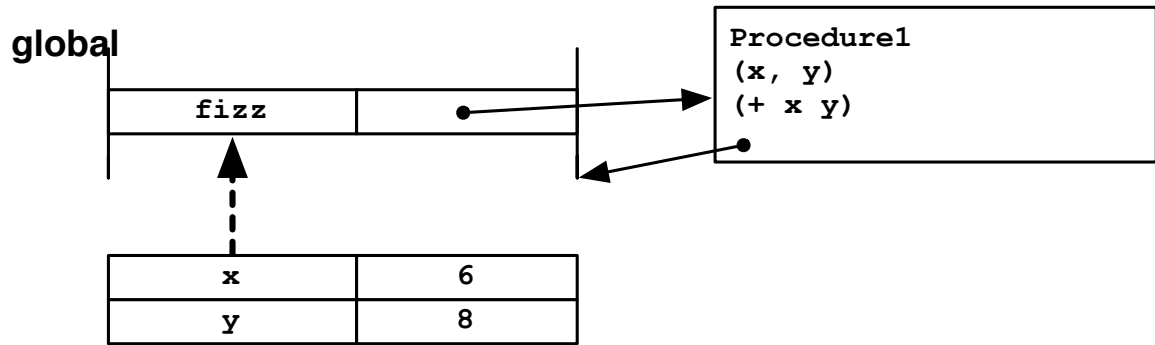 global
fizz
Procedure1
(x, y)
(+ x y)
x 6
y 8